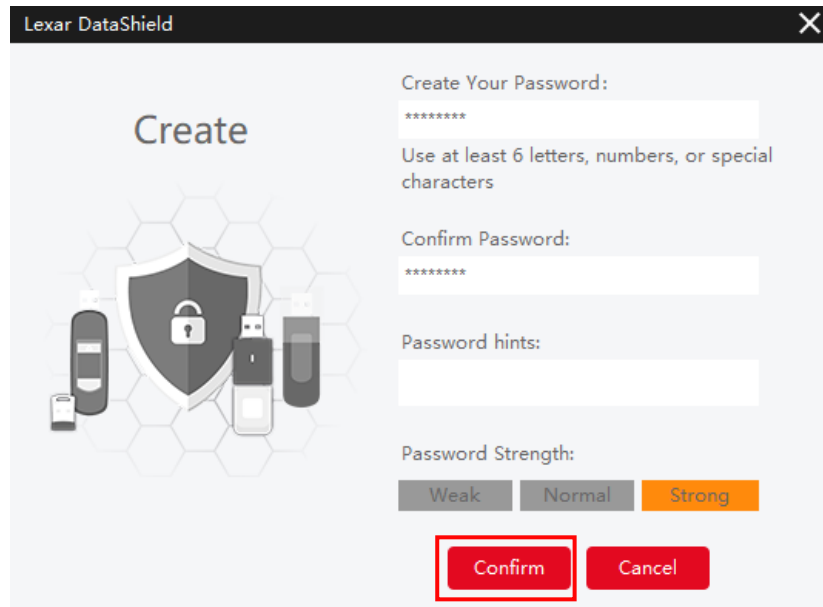 Lexar DataShield
Create
Create Your Password:
********
Use at least 6 letters, numbers, or special
characters
Confirm Password:
********
Password hints:
Password Strength:
Weak Normal Strong
Confirm Cancel